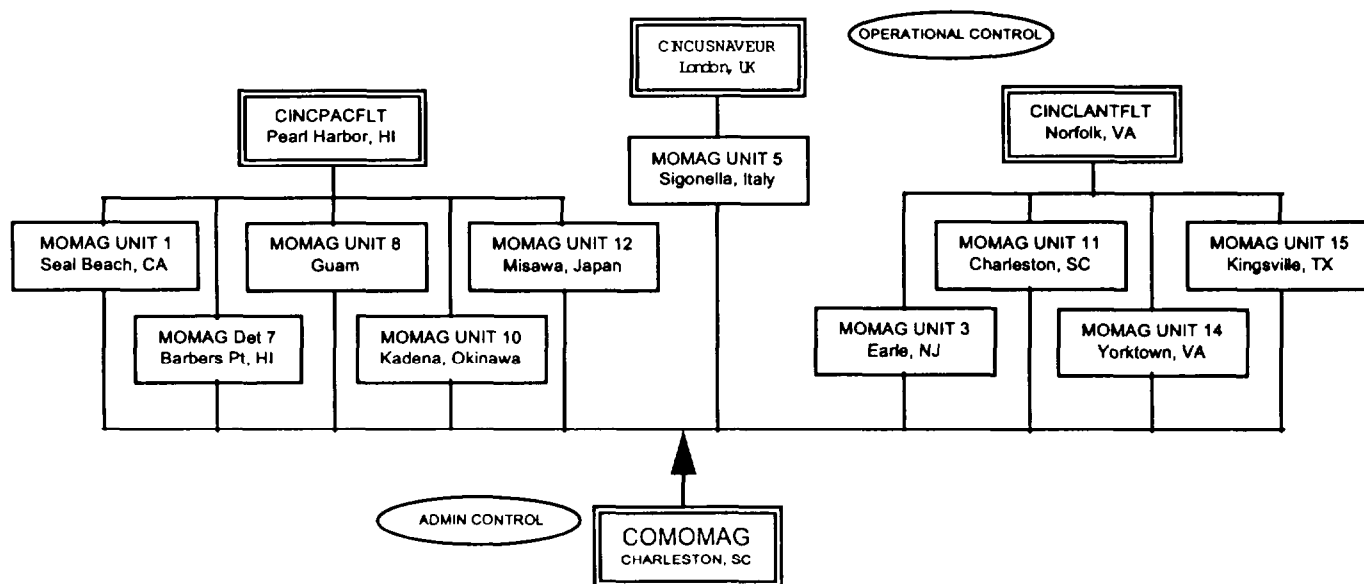 CINCUSNAVEUR
London, UK
OPERATIONAL CONTROL
CINCPACFLT
Pearl Harbor, HI
CINCLANTFLT
Norfolk, VA
MOMAG UNIT 5
Sigonella, Italy
MOMAG UNIT 1
Seal Beach, CA
MOMAG UNIT 8
Guam
MOMAG UNIT 12
Misawa, Japan
MOMAG UNIT 11
Charleston, SC
MOMAG UNIT 15
Kingsville, TX
MOMAG Det 7
Barbers Pt, HI
MOMAG UNIT 10
Kadena, Okinawa
MOMAG UNIT 3
Earle, NJ
MOMAG UNIT 14
Yorktown, VA
ADMIN CONTROL
COMOMAG
CHARLESTON, SC